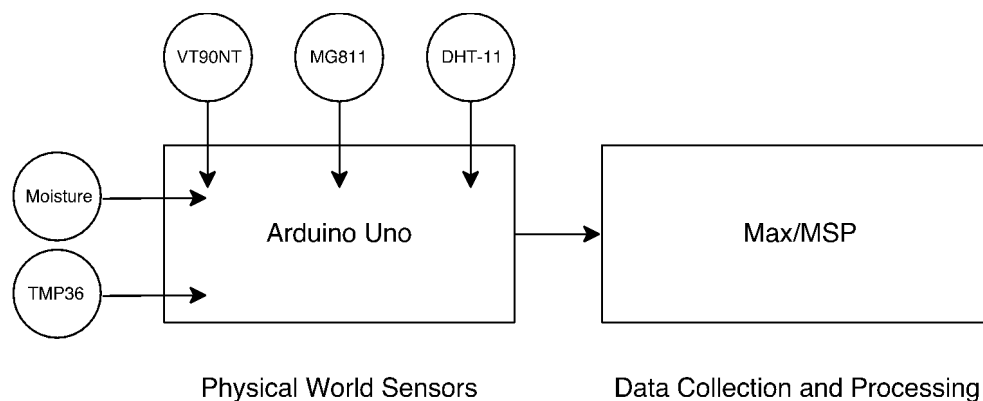 VT90NT
MG811
DHT-11
Moisture
Arduino Uno
Max/MSP
TMP36
Physical World Sensors
Data Collection and Processing